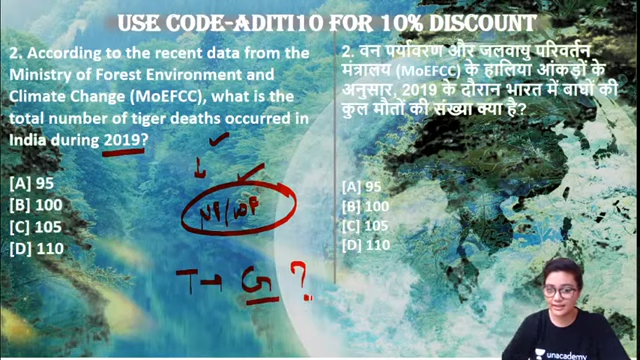 USE CODE-ADITI10 FOR 10% DISCOUNT
2. According to the recent data from the
Ministry of Forest Environment and
Climate Change (MoEFCC), what is the
total number of tiger deaths occurred in
India during 2019?
[A] 95
[B] 100
[C] 105
[D] 110
2. वन पर्यावरण और जलवायु परिवर्तन
मंत्रालय (MoEFCC) के हालिया आंकड़ों के
अनुसार, 2019 के दौरान भारत में बाघों की
कुल मौतों की संख्या क्या है?
[A] 95
[B] 100
[C] 105
[D] 110
unacademy